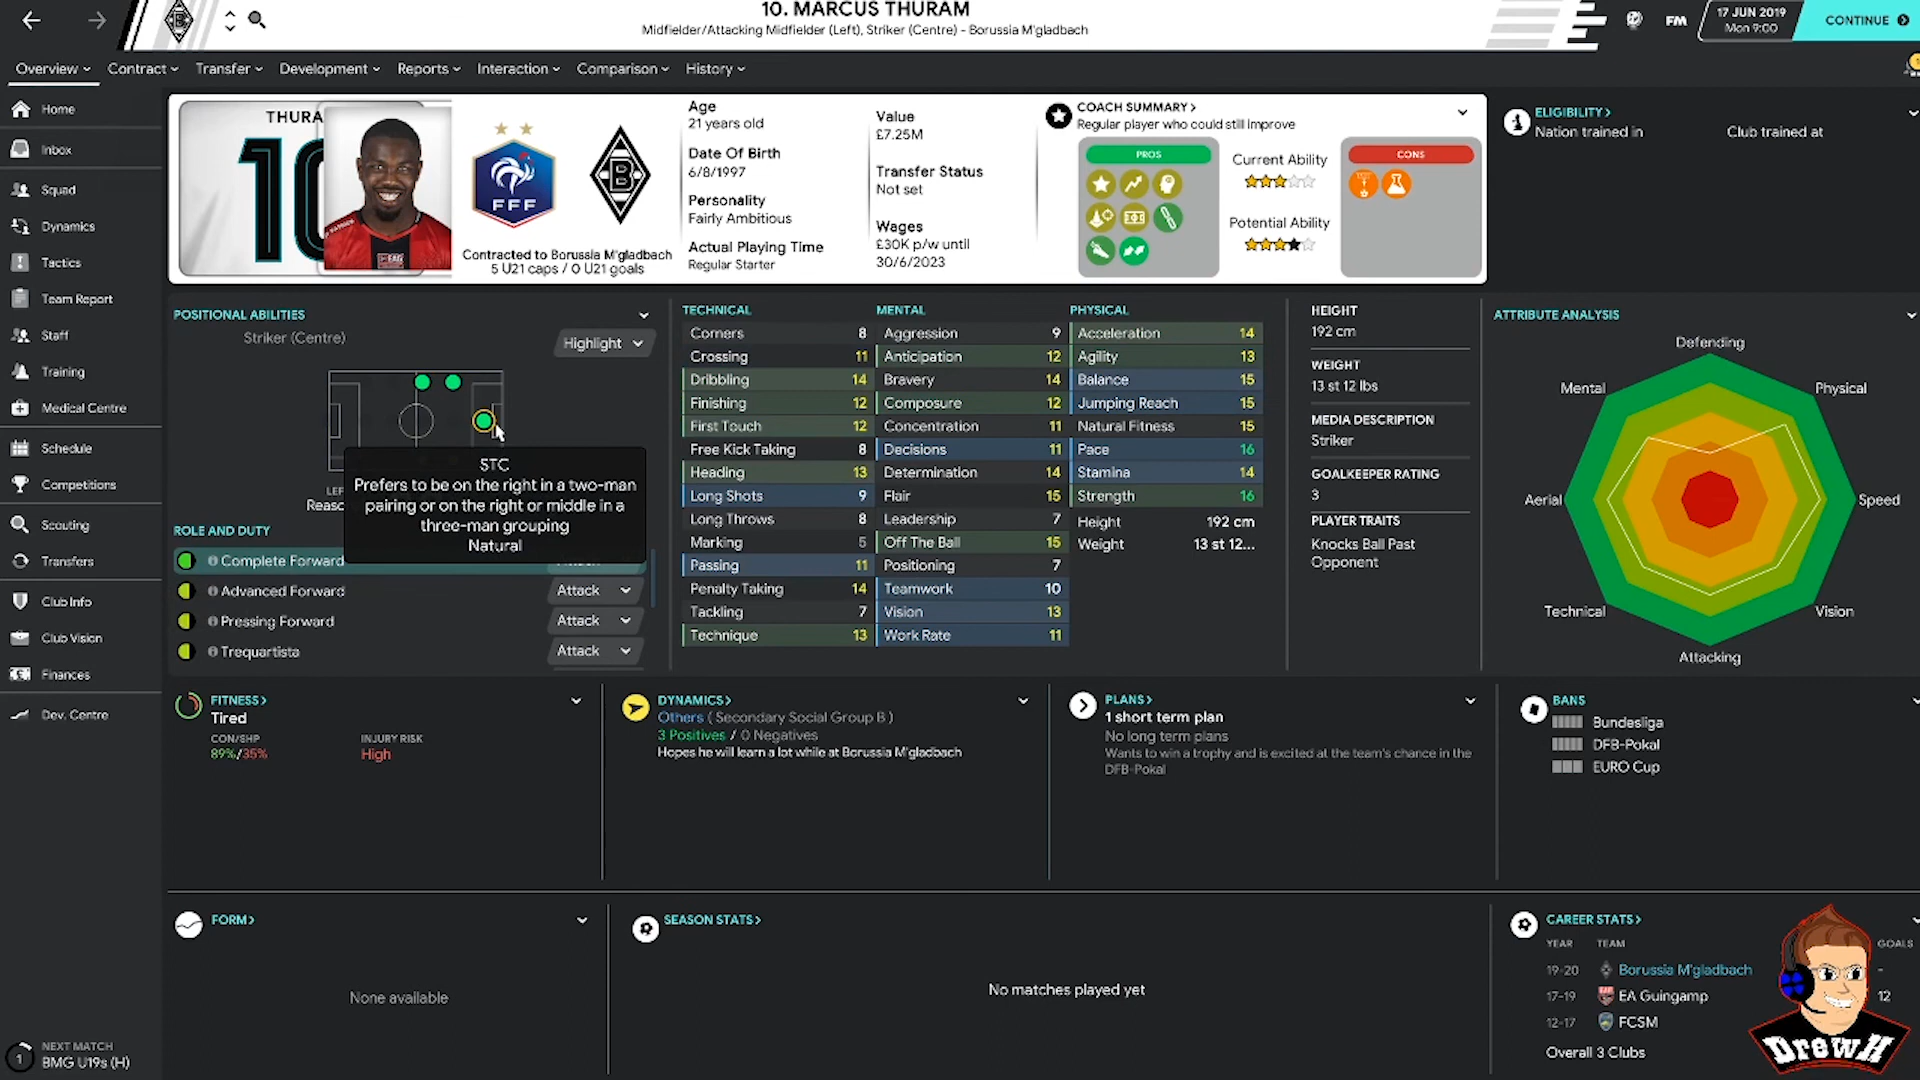 10. MARCUS THURAM
Midfielder/Attacking Midfielder (Left), Striker (Centre) - Borussia M'gladbach
FM
17 JUN 2019
Mon 9:00
CONTINUE
Overview
Contract
Transfer
Development
Reports
Interaction
Comparison
History
Home
Inbox
Squad
Dynamics
Tactics
Team Report
Staff
Training
Medical Centre
Schedule
Competitions
Scouting
Transfers
Club Info
Club Vision
Finances
Dev. Centre
NEXT MATCH
1
BMG U19s (H)
THURA
10
FFF
B
Contracted to Borussia M'gladbach
5 U21 caps / 0 U21 goals
Age
21 years old
Date Of Birth
6/8/1997
Personality
Fairly Ambitious
Actual Playing Time
Regular Starter
Value
£7.25M
Transfer Status
Not set
Wages
£30K p/w until
30/6/2023
COACH SUMMARY>
Regular player who could still improve
PROS
Current Ability
Potential Ability
CONS
ELIGIBILITY>
Nation trained in
Club trained at
POSITIONAL ABILITIES
Striker (Centre)
Highlight
LEF
Reaso
STC
Prefers to be on the right in a two-man
pairing or on the right or middle in a
three-man grouping
Natural
ROLE AND DUTY
Complete Forward
Advanced Forward Attack
Pressing Forward Attack
Trequartista Attack
TECHNICAL
Corners 8
Crossing 11
Dribbling 14
Finishing 12
First Touch 12
Free Kick Taking 8
Heading 13
Long Shots 9
Long Throws 8
Marking 5
Passing 11
Penalty Taking 14
Tackling 7
Technique 13
MENTAL
Aggression 9
Anticipation 12
Bravery 14
Composure 12
Concentration 11
Decisions 11
Determination 14
Flair 15
Leadership 7
Off The Ball 15
Positioning 7
Teamwork 10
Vision 13
Work Rate 11
PHYSICAL
Acceleration 14
Agility 13
Balance 15
Jumping Reach 15
Natural Fitness 15
Pace 16
Stamina 14
Strength 16
Height 192 cm
Weight 13 st 12...
HEIGHT
192 cm
WEIGHT
13 st 12 lbs
MEDIA DESCRIPTION
Striker
GOALKEEPER RATING
3
PLAYER TRAITS
Knocks Ball Past
Opponent
ATTRIBUTE ANALYSIS
Defending
Mental
Physical
Aerial
Speed
Technical
Vision
Attacking
FITNESS>
Tired
CON/SHP
89%/35%
INJURY RISK
High
DYNAMICS>
Others ( Secondary Social Group B )
3 Positives / 0 Negatives
Hopes he will learn a lot while at Borussia M'gladbach
PLANS>
1 short term plan
No long term plans
Wants to win a trophy and is excited at the team's chance in the
DFB-Pokal
BANS
Bundesliga
DFB-Pokal
EURO Cup
FORM>
None available
SEASON STATS>
No matches played yet
CAREER STATS>
YEAR TEAM GOALS
19-20 Borussia M'gladbach -
17-19 EA Guingamp 12
12-17 FCSM
Overall 3 Clubs
DrewH